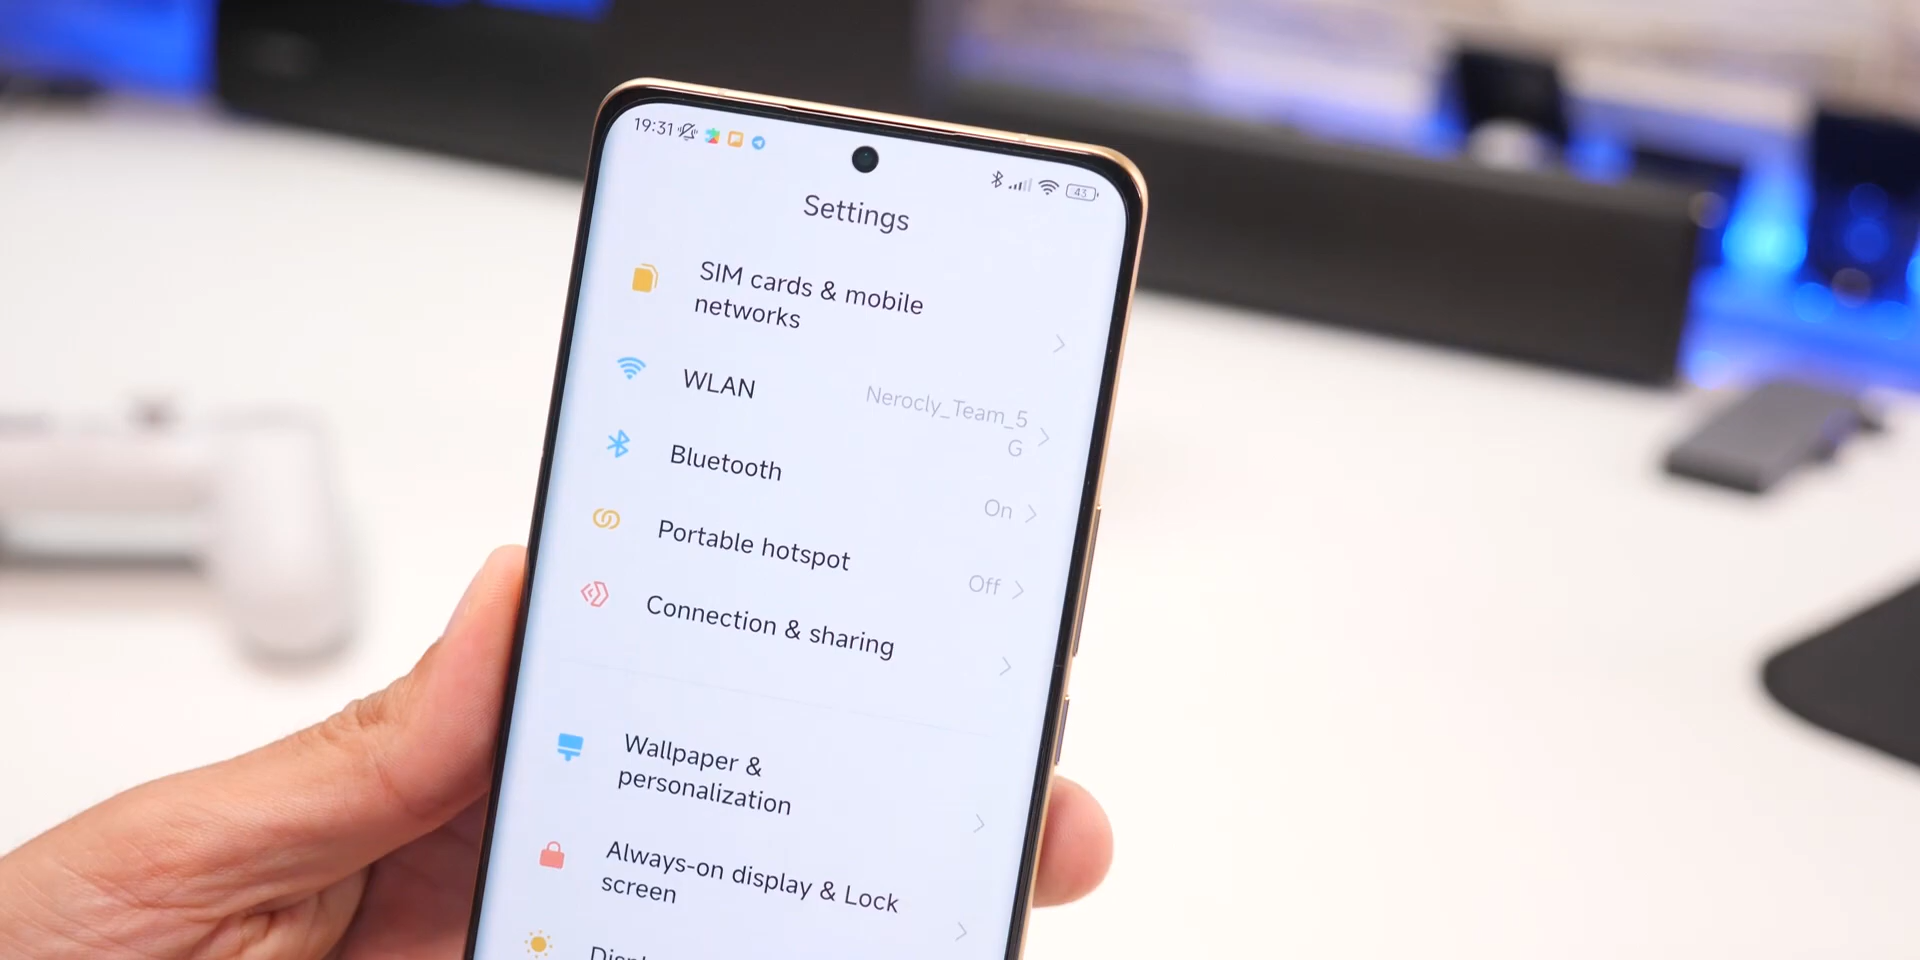 19:31
43
Settings
SIM cards & mobile
networks
WLAN
Nerocly_Team_5
G
Bluetooth
On
Portable hotspot
Off
Connection & sharing
Wallpaper &
personalization
Always-on display & Lock
screen